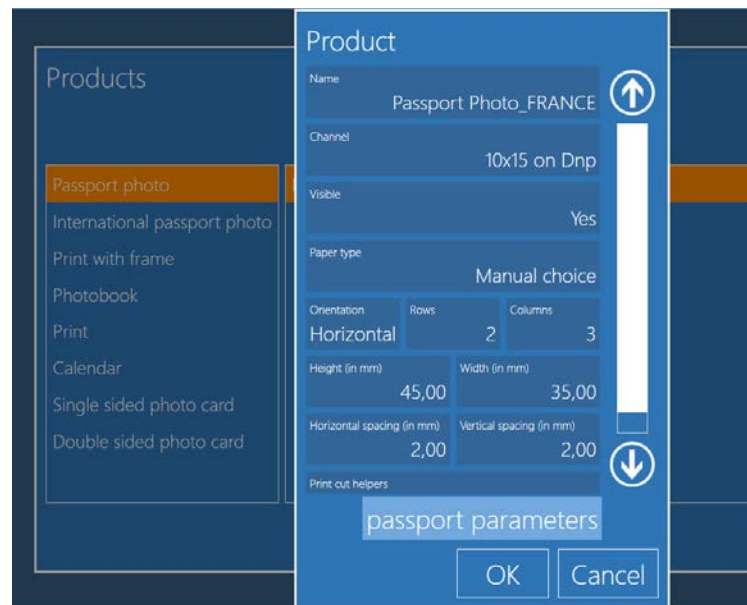 Products
Passport photo
International passport photo
Print with frame
Photobook
Print
Calendar
Single sided photo card
Double sided photo card
Product
Name
Passport Photo_FRANCE
Channel
10x15 on Dnp
Visible
Yes
Paper type
Manual choice
Orientation
Horizontal
Rows
2
Columns
3
Height (in mm)
45,00
Width (in mm)
35,00
Horizontal spacing (in mm)
2,00
Vertical spacing (in mm)
2,00
Print cut helpers
passport parameters
OK
Cancel